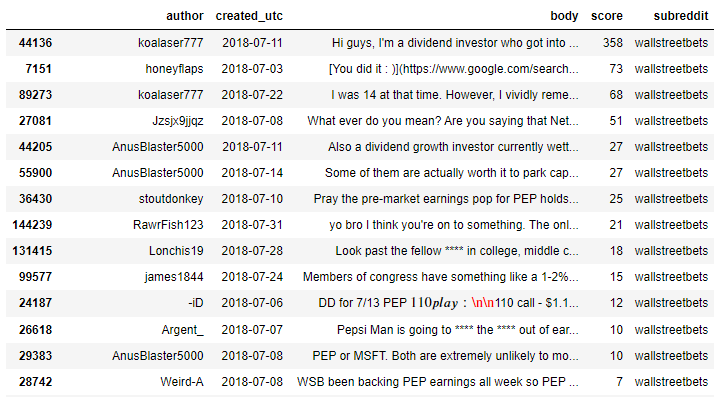 author created_utc body score subreddit
44136 koalaser777 2018-07-11 Hi guys, I'm a dividend investor who got into ... 358 wallstreetbets
7151 honeyflaps 2018-07-03 [You did it : )](https://www.google.com/search... 73 wallstreetbets
89273 koalaser777 2018-07-22 I was 14 at that time. However, I vividly reme... 68 wallstreetbets
27081 Jzsjx9jjqz 2018-07-08 What ever do you mean? Are you saying that Net... 51 wallstreetbets
44205 AnusBlaster5000 2018-07-11 Also a dividend growth investor currently wett... 27 wallstreetbets
55900 AnusBlaster5000 2018-07-14 Some of them are actually worth it to park cap... 27 wallstreetbets
36430 stoutdonkey 2018-07-10 Pray the pre-market earnings pop for PEP holds... 25 wallstreetbets
144239 RawrFish123 2018-07-31 yo bro I think you're on to something. The onl... 21 wallstreetbets
131415 Lonchis19 2018-07-28 Look past the fellow **** in college, middle c... 18 wallstreetbets
99577 james1844 2018-07-24 Members of congress have something like a 1-2%... 15 wallstreetbets
24187 -iD 2018-07-06 DD for 7/13 PEP 110play : \n\n110 call - $1.1... 12 wallstreetbets
26618 Argent_ 2018-07-07 Pepsi Man is going to **** the **** out of ear... 10 wallstreetbets
29383 AnusBlaster5000 2018-07-08 PEP or MSFT. Both are extremely unlikely to mo... 10 wallstreetbets
28742 Weird-A 2018-07-08 WSB been backing PEP earnings all week so PEP ... 7 wallstreetbets